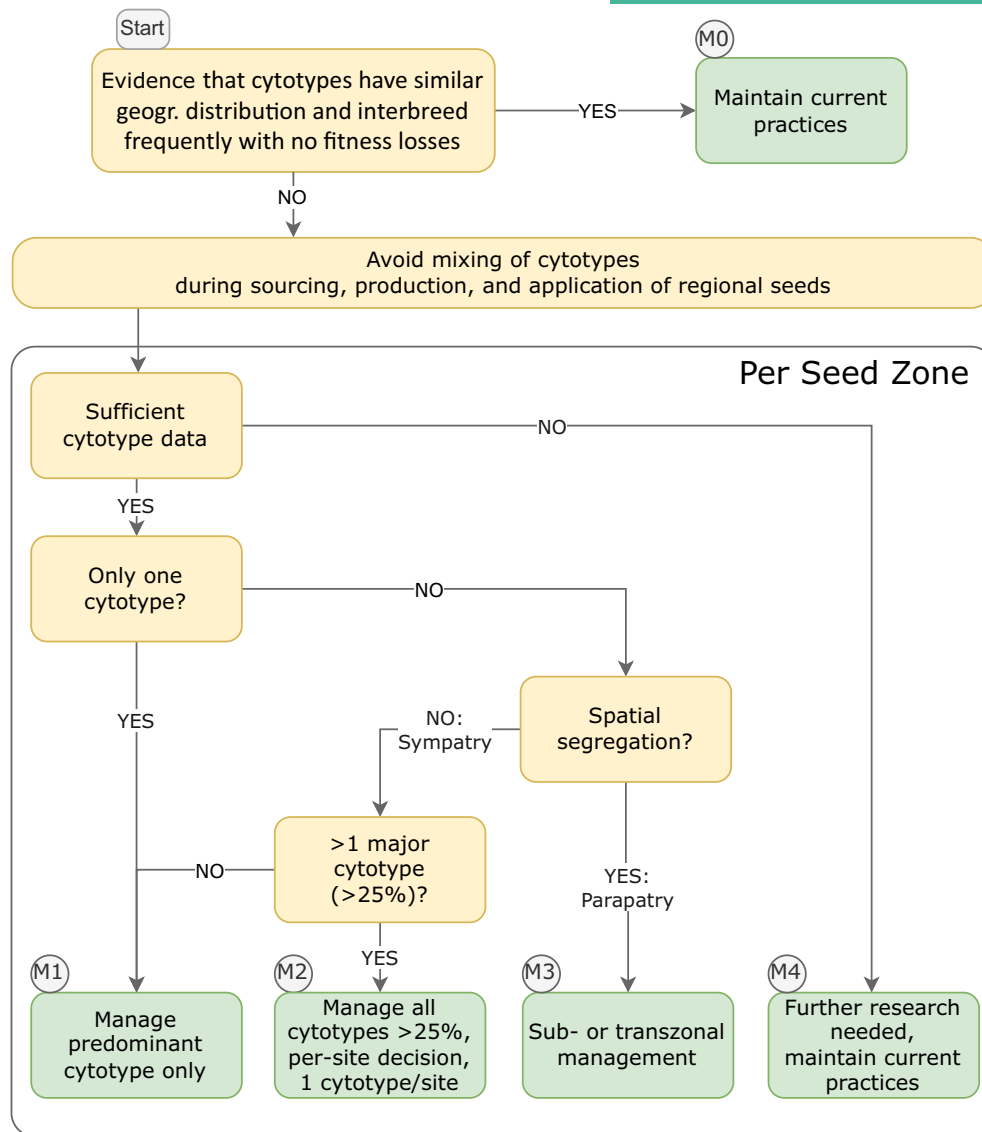 Start
Evidence that cytotypes have similar
geogr. distribution and interbreed
frequently with no fitness losses
YES
M0
Maintain current
practices
NO
Avoid mixing of cytotypes
during sourcing, production, and application of regional seeds
Per Seed Zone
Sufficient
cytotype data
NO
YES
Only one
cytotype?
NO
YES
Spatial
segregation?
NO:
Sympatry
>1 major
cytotype
(>25%)?
NO
YES:
Parapatry
YES
M1
Manage
predominant
cytotype only
M2
Manage all
cytotypes >25%,
per-site decision,
1 cytotype/site
M3
Sub- or transzonal
management
M4
Further research
needed,
maintain current
practices